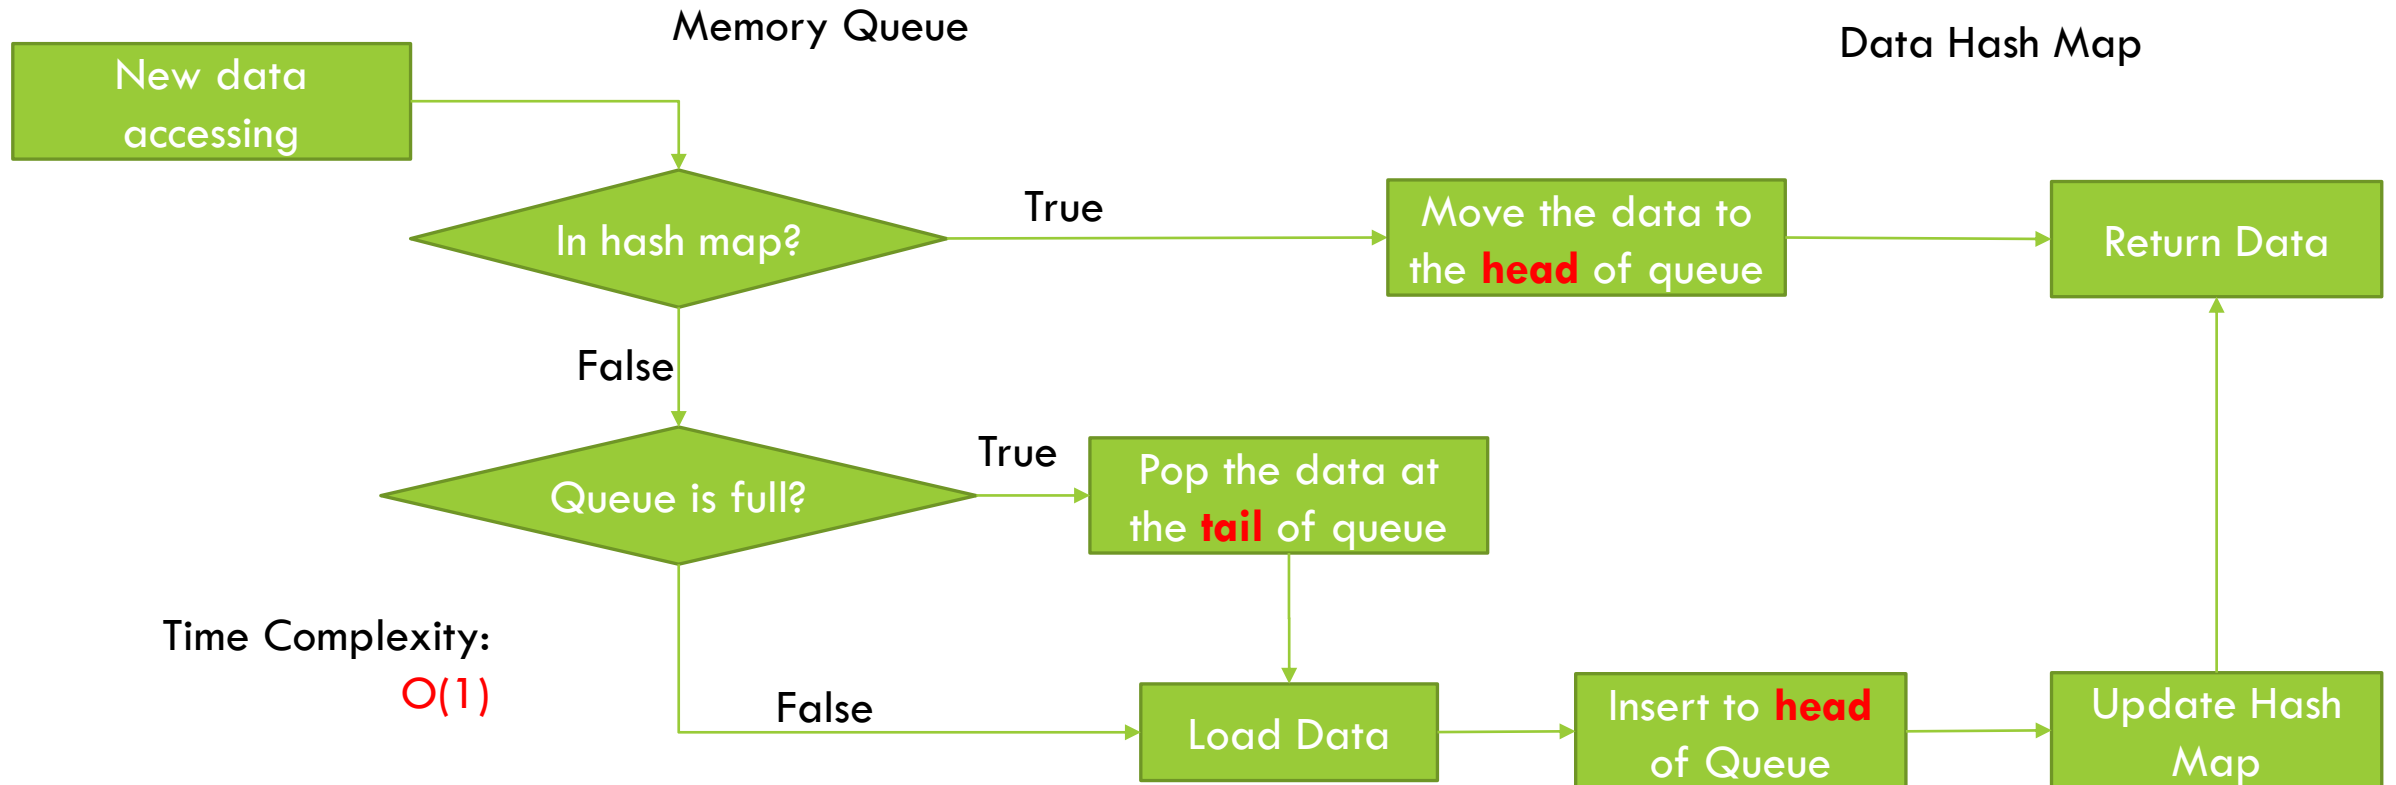 Memory Queue
Data Hash Map
New data
accessing
In hash map?
True
Move the data to
the head of queue
Return Data
False
Queue is full?
True
Pop the data at
the tail of queue
Time Complexity:
O(1)
False
Load Data
Insert to head
of Queue
Update Hash
Map